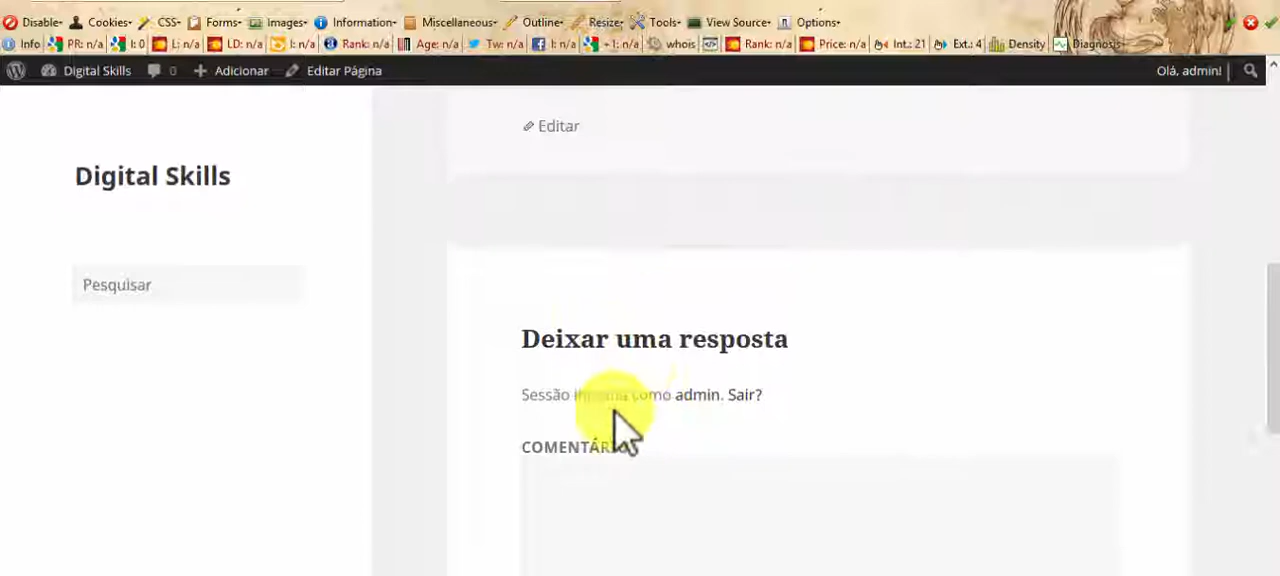 Disable Cookies CSS Forms Images Information Miscellaneous Outline Resize Tools View Source Options
Info PR: n/a I: 0 L: n/a LD: n/a I: n/a Rank: n/a Age: n/a Tw: n/a I: n/a +1: n/a whois Rank: n/a Price: n/a Int.: 21 Ext.: 4 Density Diagnosis
Digital Skills 0 Adicionar Editar Página Olá, admin!
Editar
Digital Skills
Pesquisar
Deixar uma resposta
Sessão como admin. Sair?